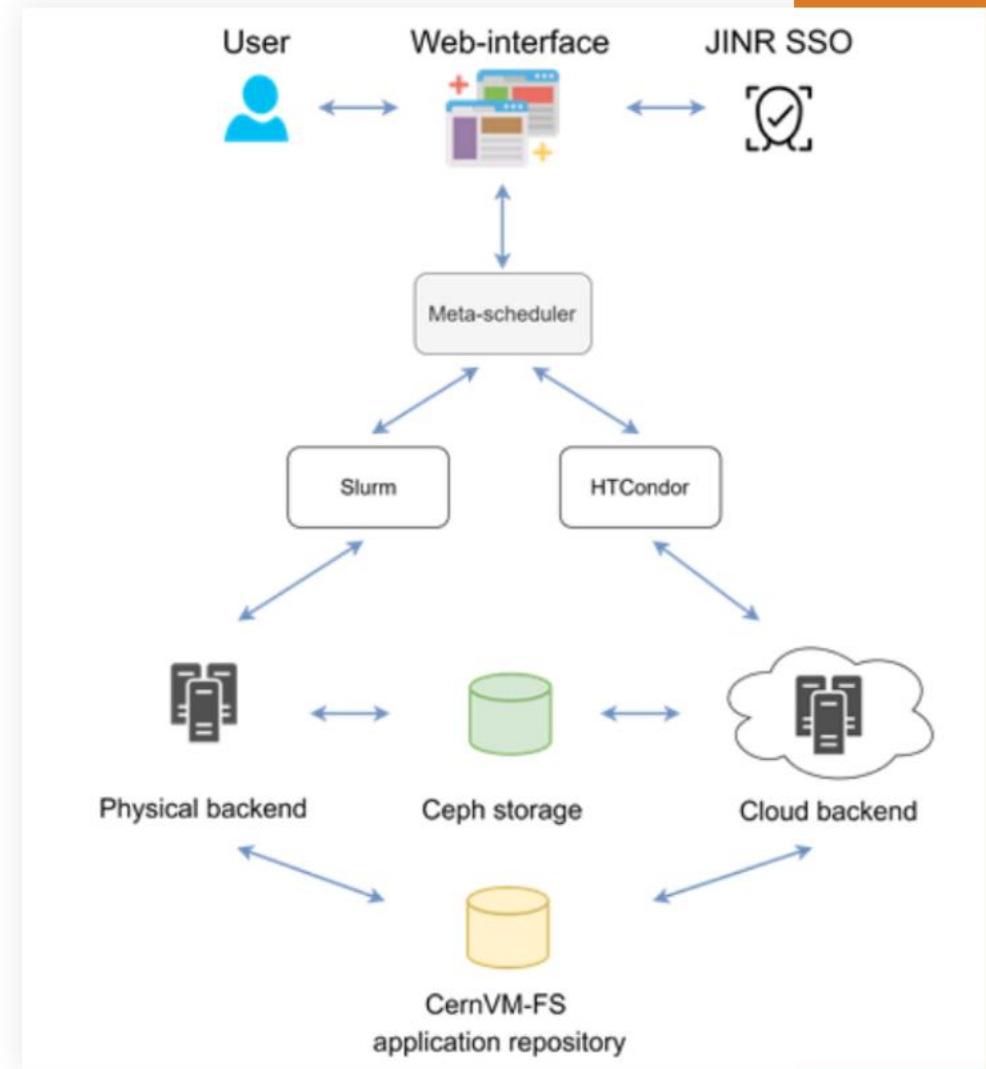 User
Web-interface
JINR SSO
Meta-scheduler
Slurm
HTCondor
Physical backend
Ceph storage
Cloud backend
CernVM-FS
application repository